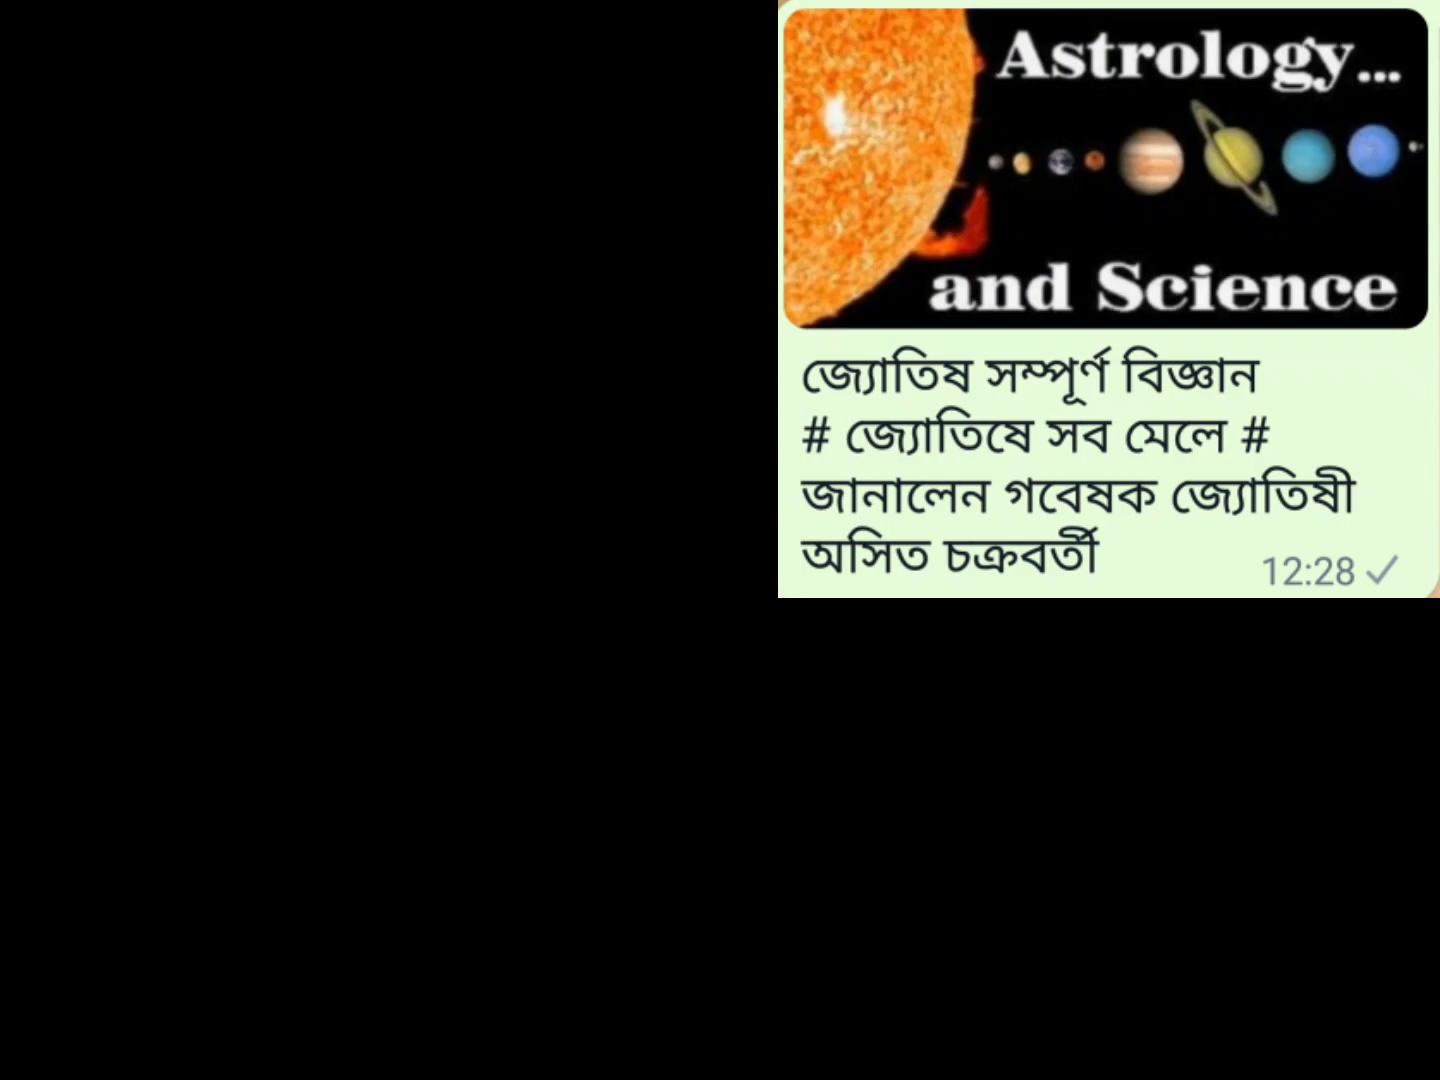 Astrology...
and Science
জ্যোতিষ সম্পূর্ণ বিজ্ঞান
# জ্যোতিষে সব মেলে #
জানালেন গবেষক জ্যোতিষী
অসিত চক্রবর্তী
12:28